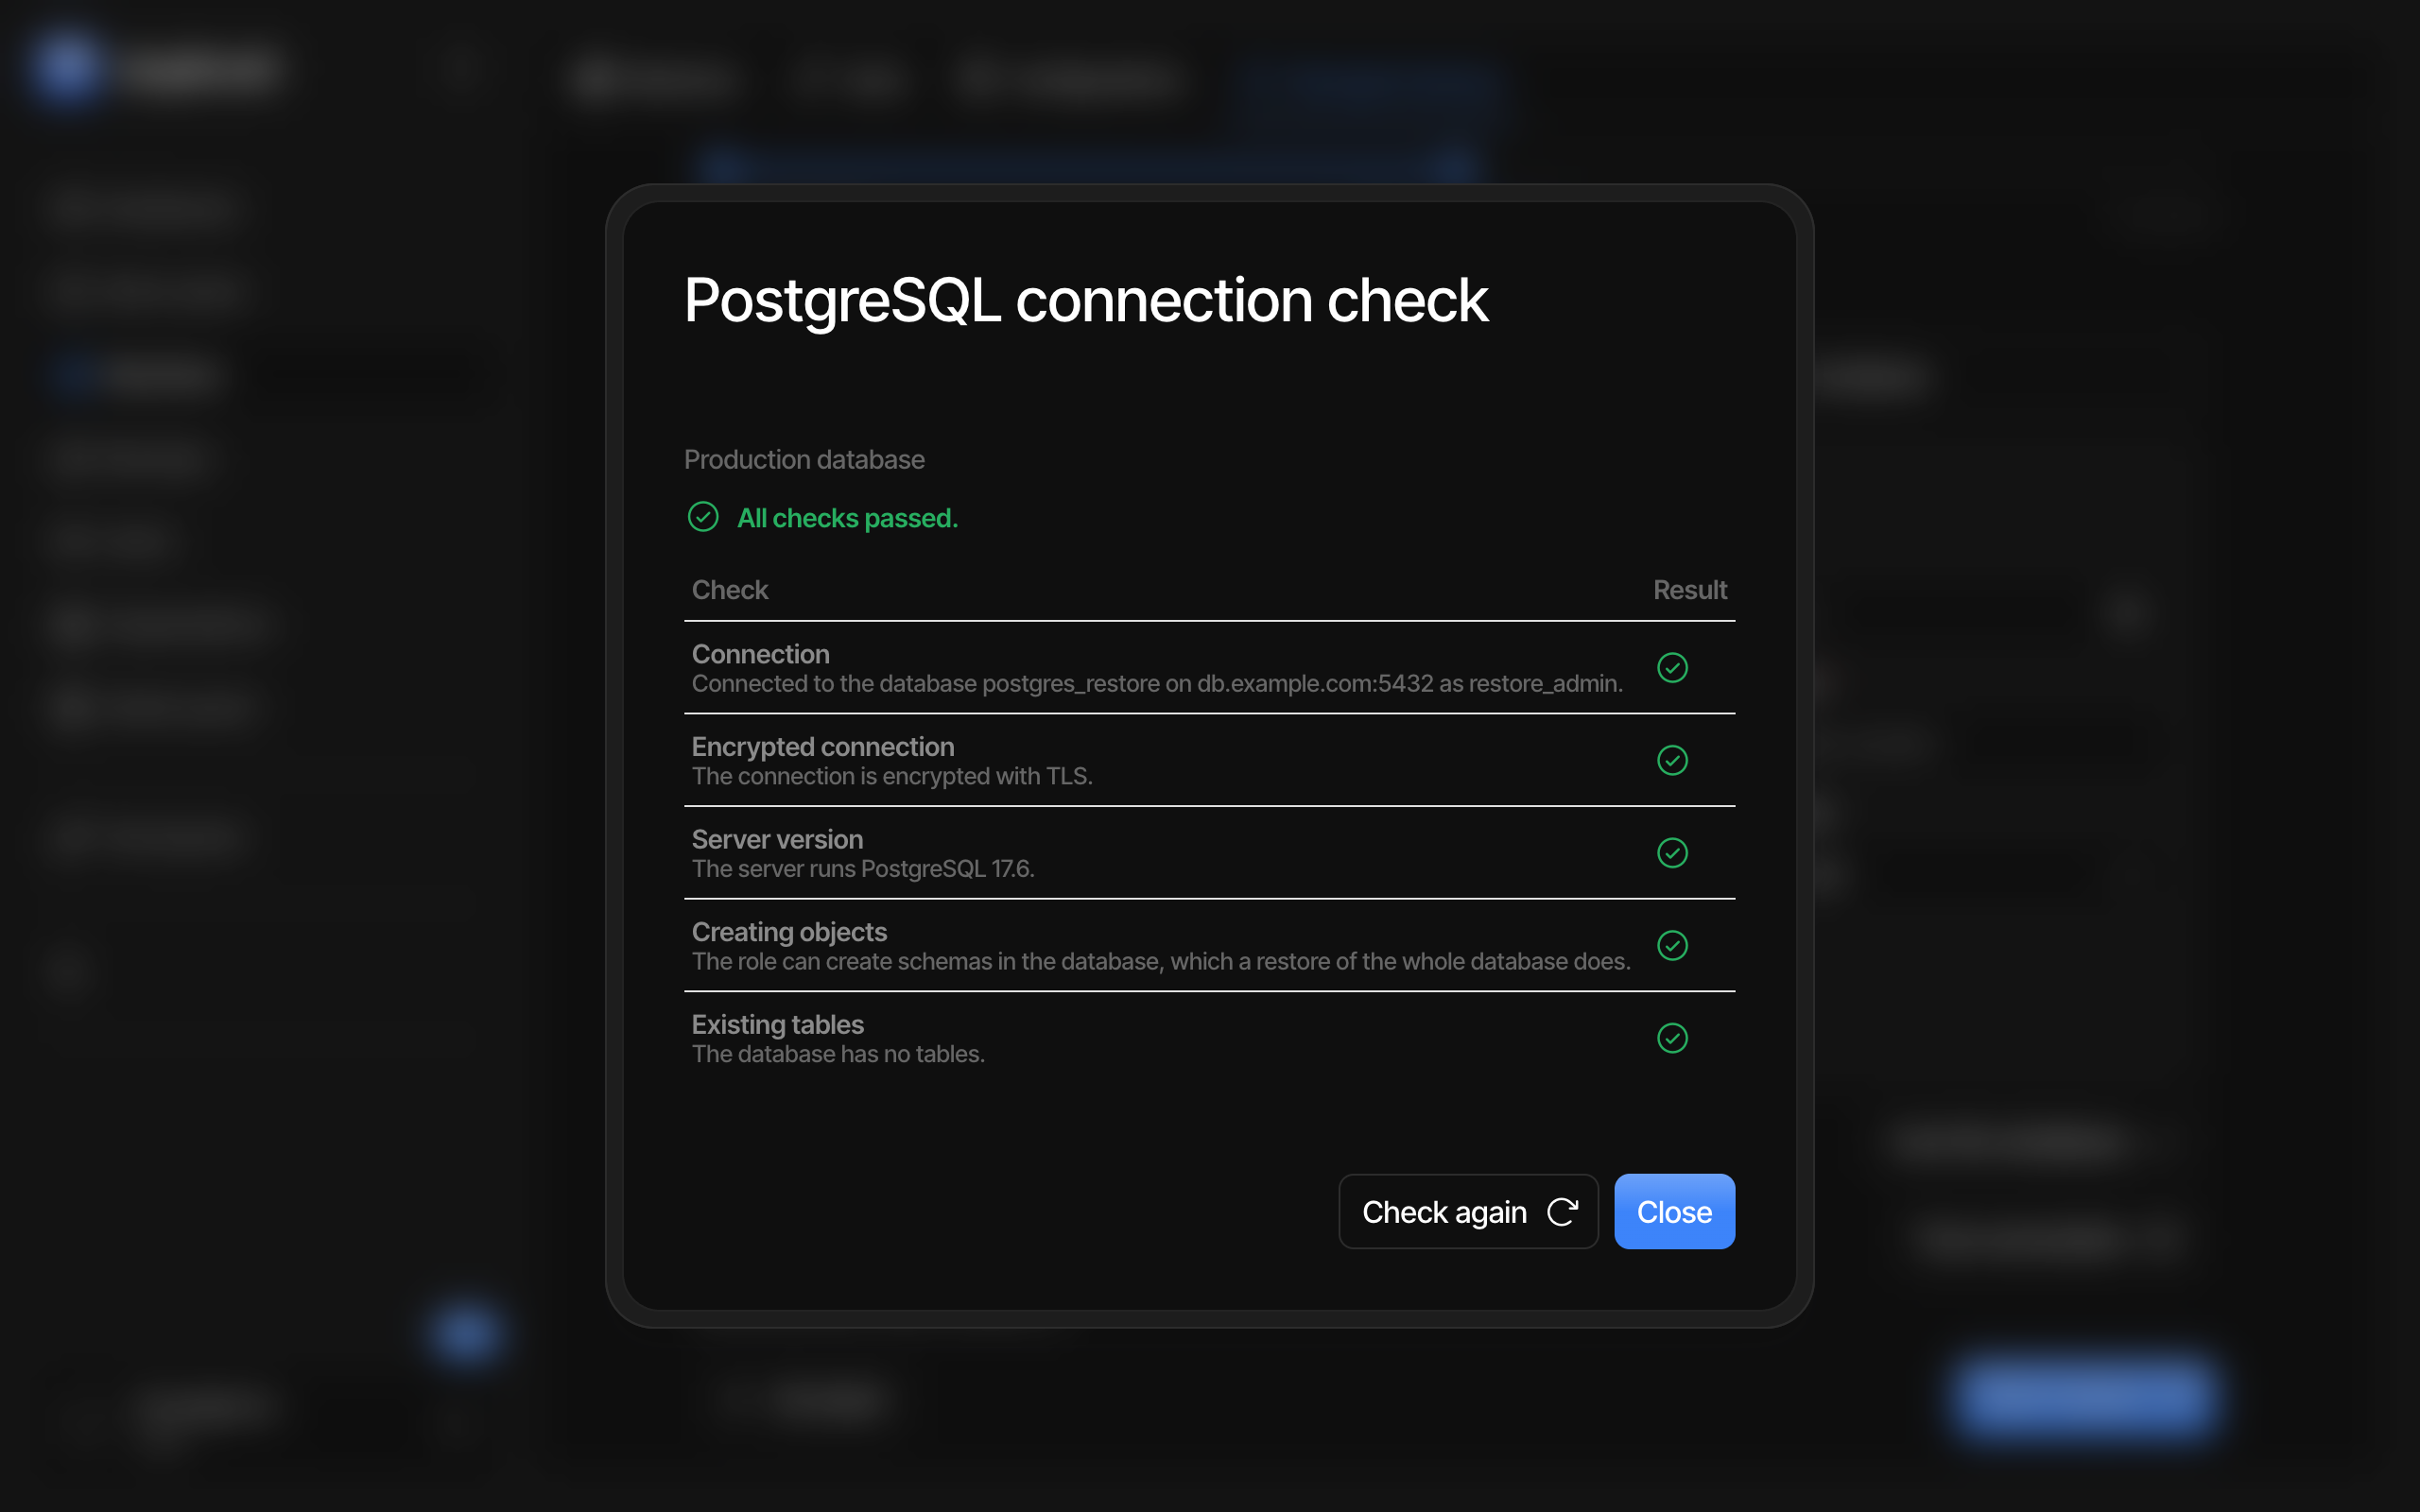 PostgreSQL connection check
Production database
All checks passed.
Check Result
Connection
Connected to the database postgres_restore on db.example.com:5432 as restore_admin.
Encrypted connection
The connection is encrypted with TLS.
Server version
The server runs PostgreSQL 17.6.
Creating objects
The role can create schemas in the database, which a restore of the whole database does.
Existing tables
The database has no tables.
Check again Close